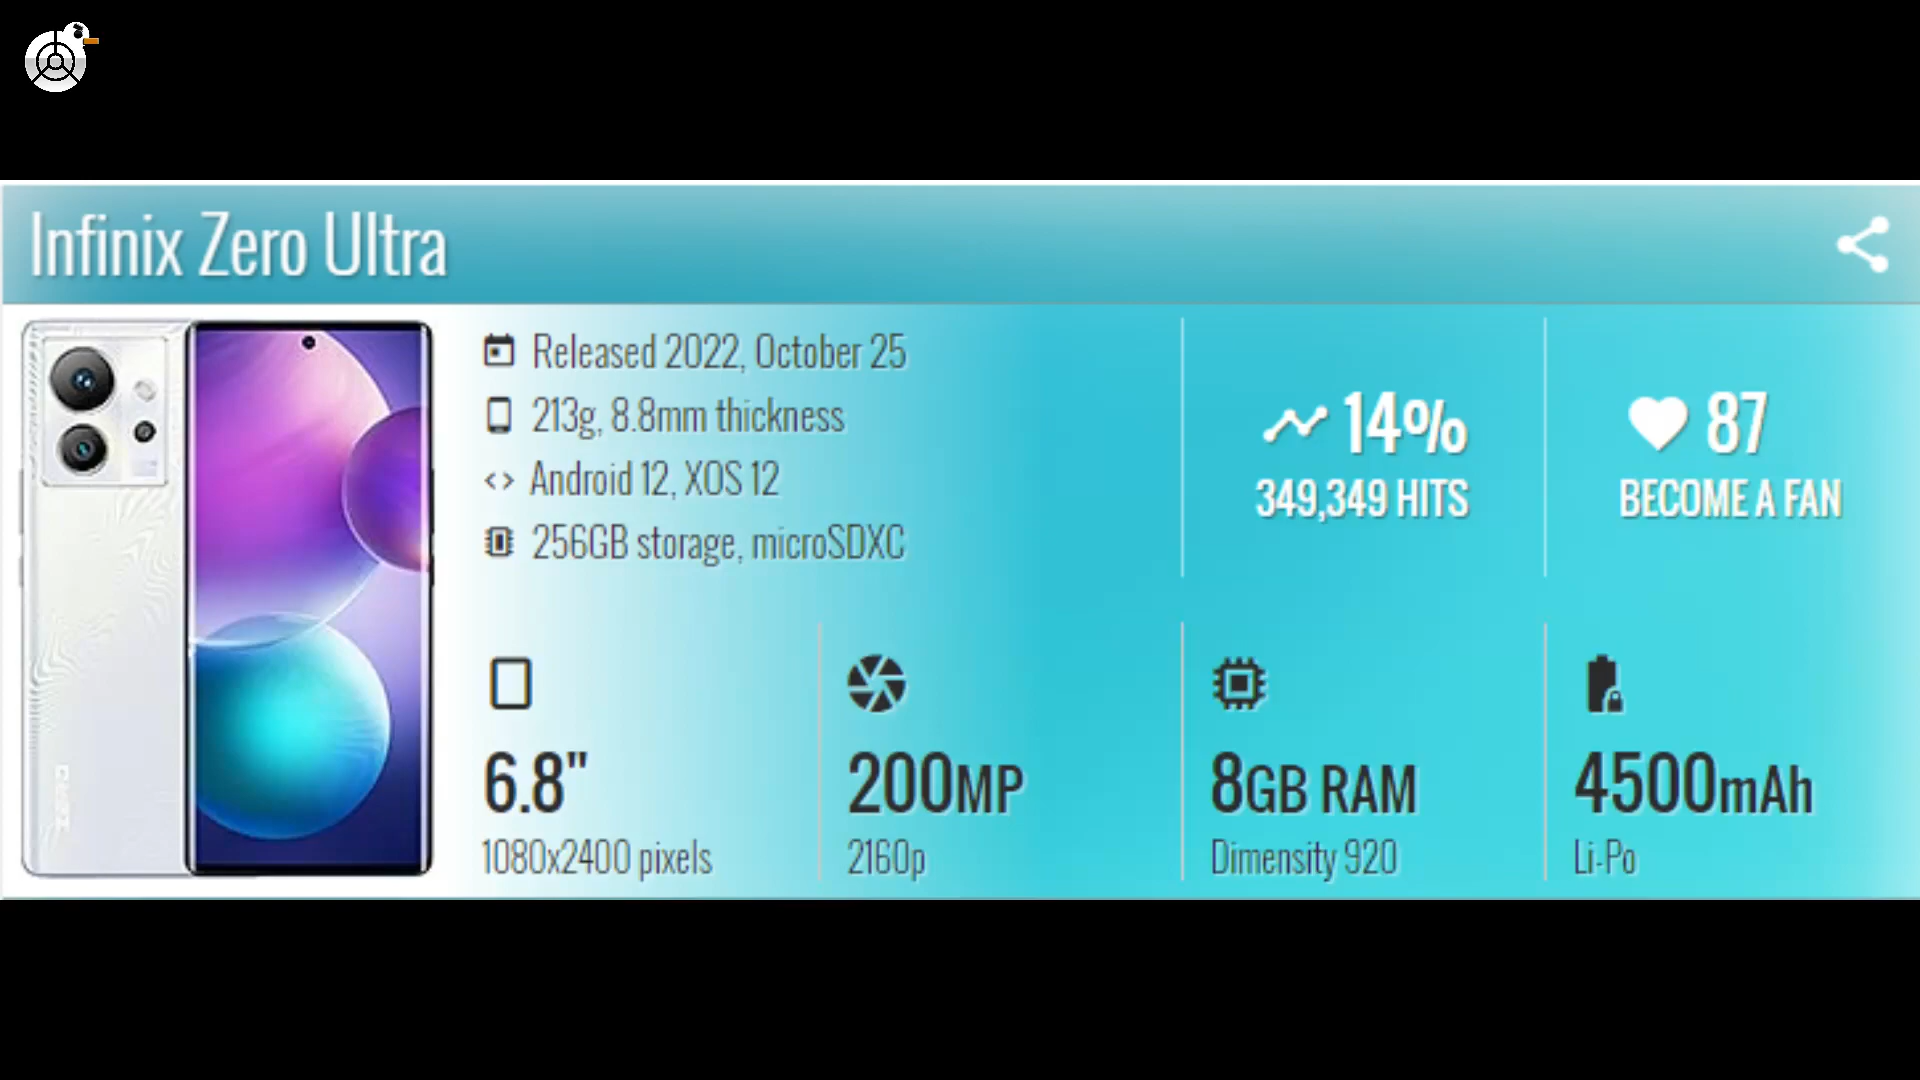 Infinix Zero Ultra
Released 2022, October 25
213g, 8.8mm thickness
Android 12, XOS 12
256GB storage, microSDXC
14%
349,349 HITS
87
BECOME A FAN
6.8"
1080x2400 pixels
200MP
2160p
8GB RAM
Dimensity 920
4500mAh
Li-Po